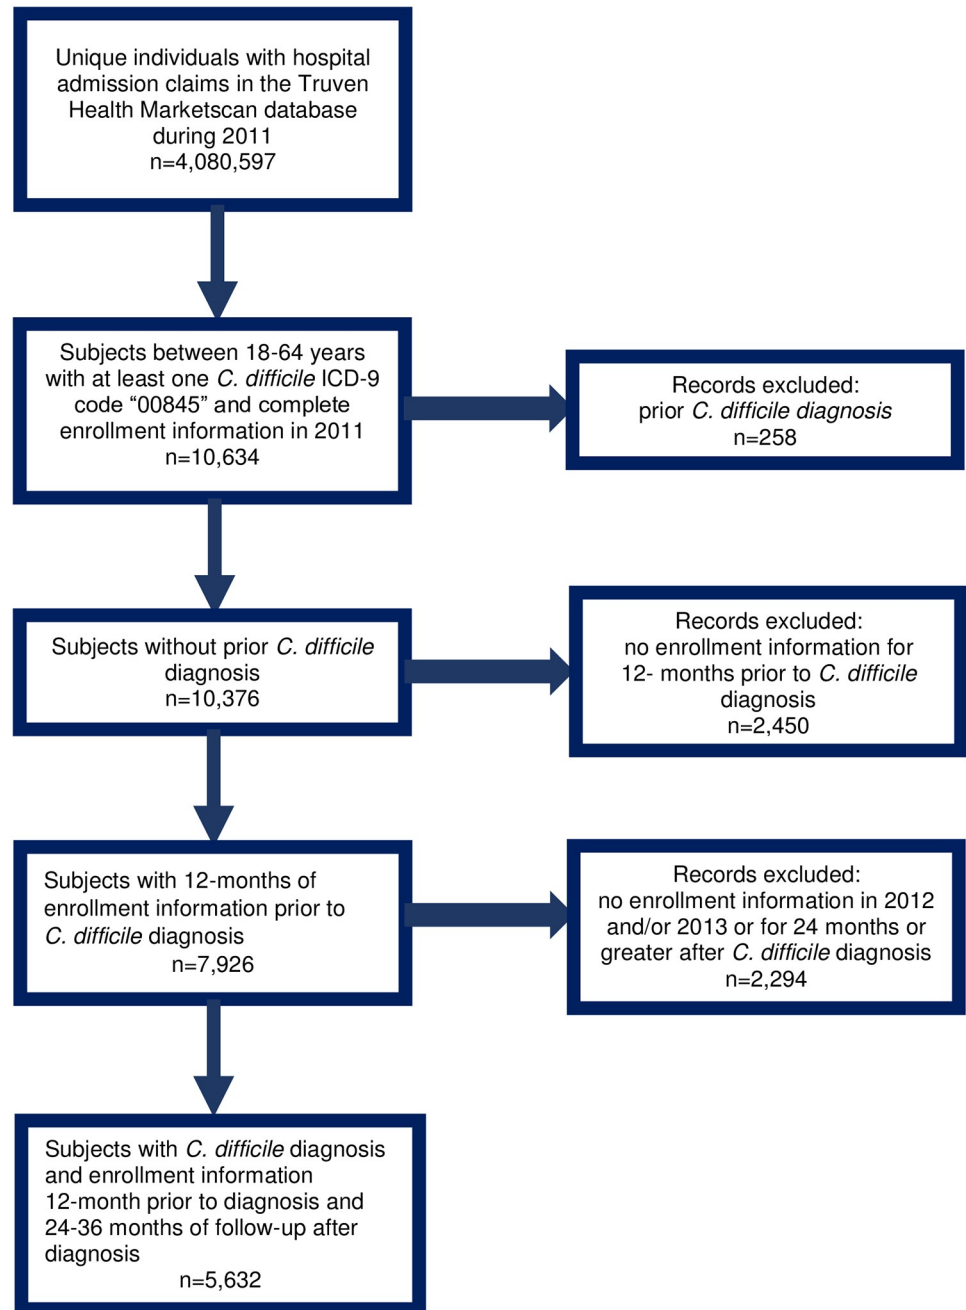 Unique individuals with hospital
admission claims in the Truven
Health Marketscan database
during 2011
n=4,080,597
Subjects between 18-64 years
with at least one C. difficile ICD-9
code “00845” and complete
enrollment information in 2011
n=10,634
Records excluded:
prior C. difficile diagnosis
n=258
Subjects without prior C. difficile
diagnosis
n=10,376
Records excluded:
no enrollment information for
12- months prior to C. difficile
diagnosis
n=2,450
Subjects with 12-months of
enrollment information prior to
C. difficile diagnosis
n=7,926
Records excluded:
no enrollment information in 2012
and/or 2013 or for 24 months or
greater after C. difficile diagnosis
n=2,294
Subjects with C. difficile diagnosis
and enrollment information
12-month prior to diagnosis and
24-36 months of follow-up after
diagnosis
n=5,632